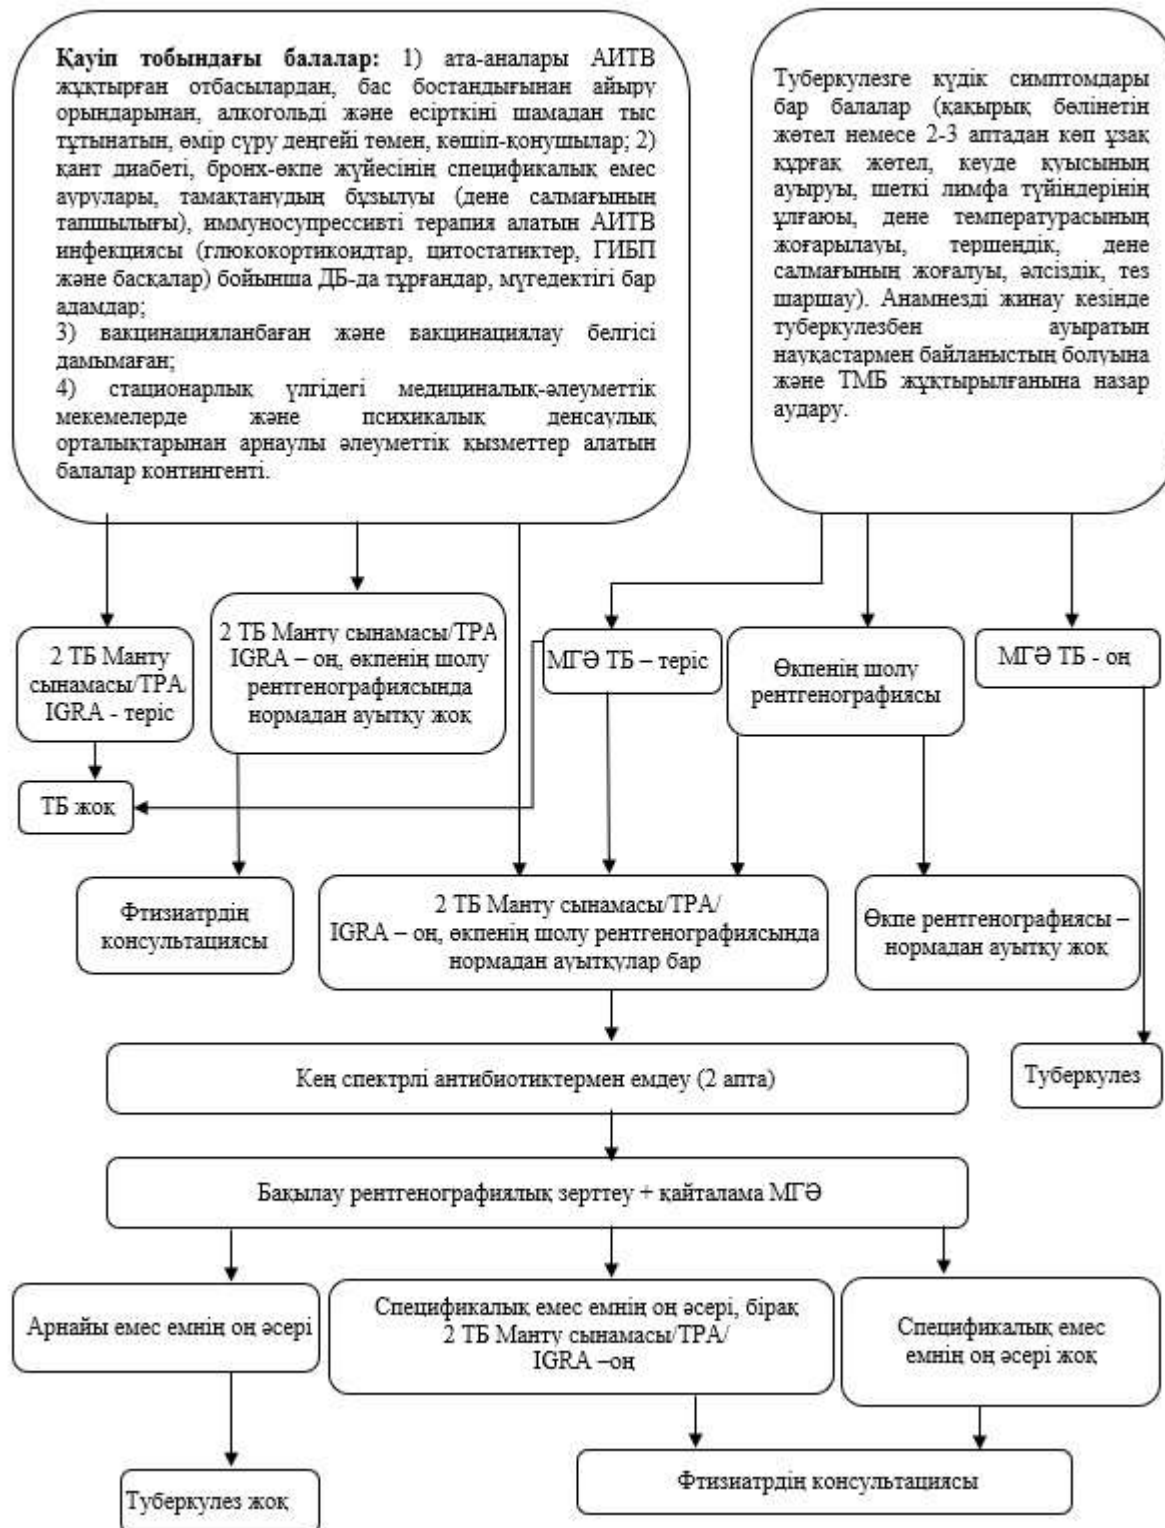 Қауіп тобындағы балалар: 1) ата-аналары АИТВ
жұқтырған отбасылардан, бас бостандығынан айыру
орындарынан, алкогольді және есірткіні шамадан тыс
тұтынатын, өмір сүру деңгейі төмен, көшіп-қонушылар; 2)
қант диабеті, бронх-өкпе жүйесінің спецификалық емес
аурулары, тамақтанудың бұзылуы (дене салмағының
тапшылығы), иммуносупрессивті терапия алатын АИТВ
инфекциясы (глюкокортикоидтар, цитостатиктер, ГИБП
және басқалар) бойынша ДБ-да тұрғандар, мүгедектігі бар
адамдар;
3) вакцинацияланбаған және вакцинациялау белгісі
дамымаған;
4) стационарлық үлгідегі медициналық-әлеуметтік
мекемелерде және психикалық денсаулық
орталықтарынан арнаулы әлеуметтік қызметтер алатын
балалар контингенті.
Туберкулезге күдік симптомдары
бар балалар (қақырық бөлінетін
жөтел немесе 2-3 аптадан көп ұзақ
құрғақ жөтел, кеуде қуысының
ауыруы, шеткі лимфа түйіндерінің
ұлғаюы, дене температурасының
жоғарылауы, тершеңдік, дене
салмағының жоғалуы, әлсіздік, тез
шаршау). Анамнезді жинау кезінде
туберкулезбен ауыратын
науқастармен байланыстың болуына
және ТМБ жұқтырылғанына назар
аудару.
2 ТБ Манту
сынамасы/ТРА
IGRA - теріс
2 ТБ Манту сынамасы/ТРА
IGRA – оң, өкпенің шолу
рентгенографиясында
нормадан ауытқу жоқ
МГӘ ТБ – теріс
Өкпенің шолу
рентгенографиясы
МГӘ ТБ - оң
ТБ жоқ
Фтизиатрдің
консультациясы
2 ТБ Манту сынамасы/ТРА/
IGRA – оң, өкпенің шолу рентгенографиясында
нормадан ауытқулар бар
Өкпе рентгенографиясы –
нормадан ауытқу жоқ
Кең спектрлі антибиотиктермен емдеу (2 апта)
Туберкулез
Бақылау рентгенографиялық зерттеу + қайталама МГӘ
Арнайы емес емнің оң әсері
Спецификалық емес емнің оң әсері, бірақ
2 ТБ Манту сынамасы/ТРА/
IGRA –оң
Спецификалық емес
емнің оң әсері жоқ
Туберкулез жоқ
Фтизиатрдің консультациясы